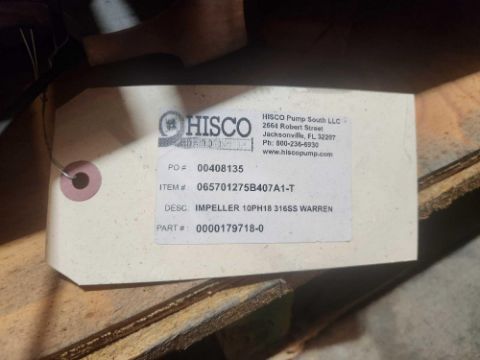 HISCO
HISCO Pump South LLC
2664 Robert Street
Jacksonville, FL 32207
Ph: 800-236-6930
www.hiscopump.com
PO # 00408135
ITEM # 065701275B407A1-T
DESC IMPELLER 10PH18 316SS WARREN
PART # : 0000179718-0